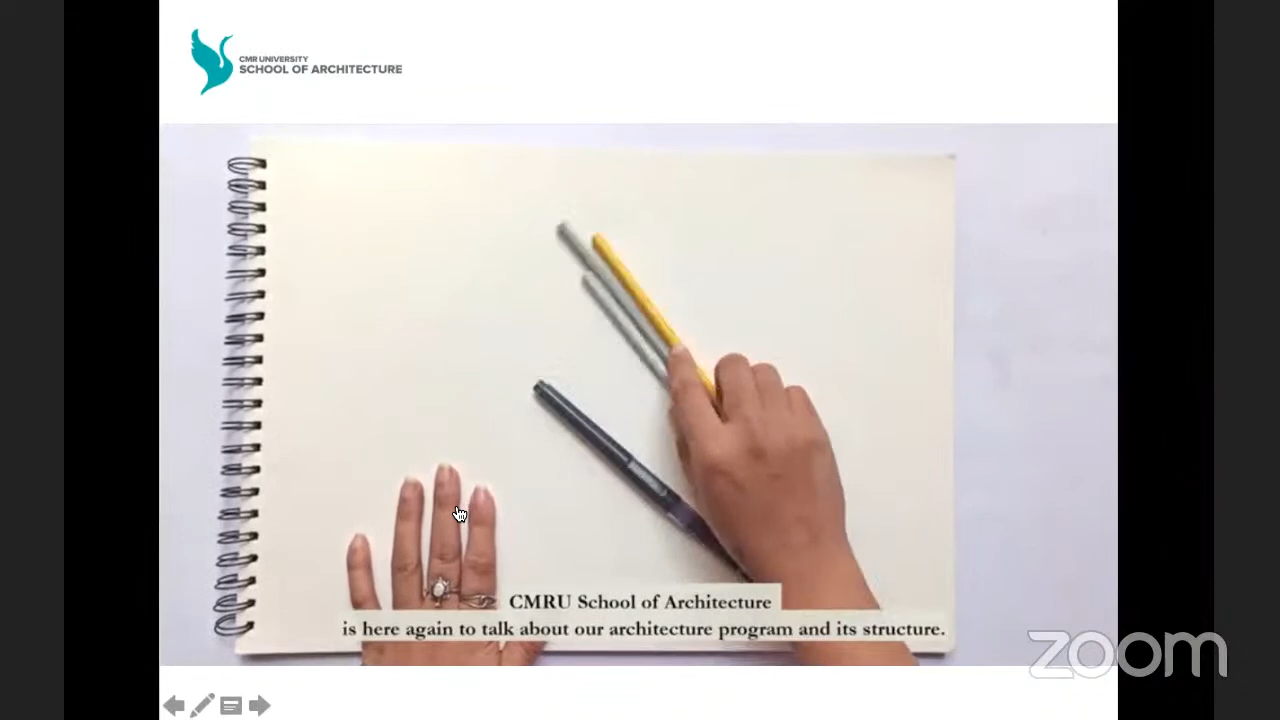 CMR UNIVERSITY
SCHOOL OF ARCHITECTURE
CMRU School of Architecture
is here again to talk about our architecture program and its structure.
zoom